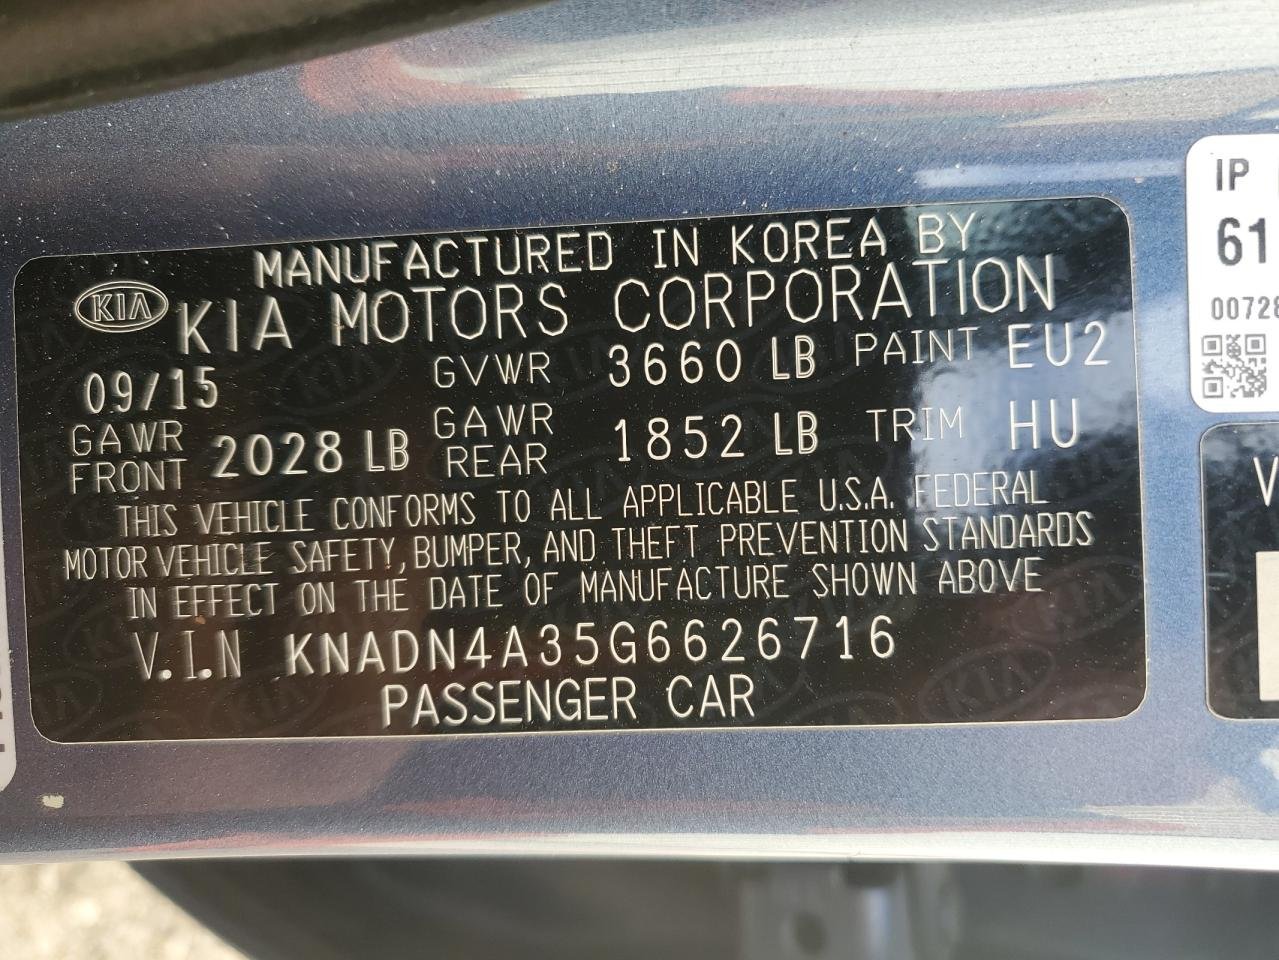 MANUFACTURED IN KOREA BY
KIA KIA MOTORS CORPORATION
09/15 GVWR 3660 LB PAINT EU2
GAWR FRONT 2028 LB GAWR REAR 1852 LB TRIM HU
THIS VEHICLE CONFORMS TO ALL APPLICABLE U.S.A. FEDERAL
MOTOR VEHICLE SAFETY, BUMPER, AND THEFT PREVENTION STANDARDS
IN EFFECT ON THE DATE OF MANUFACTURE SHOWN ABOVE
V.I.N KNADN4A35G6626716
PASSENGER CAR
IP
61
00728
V